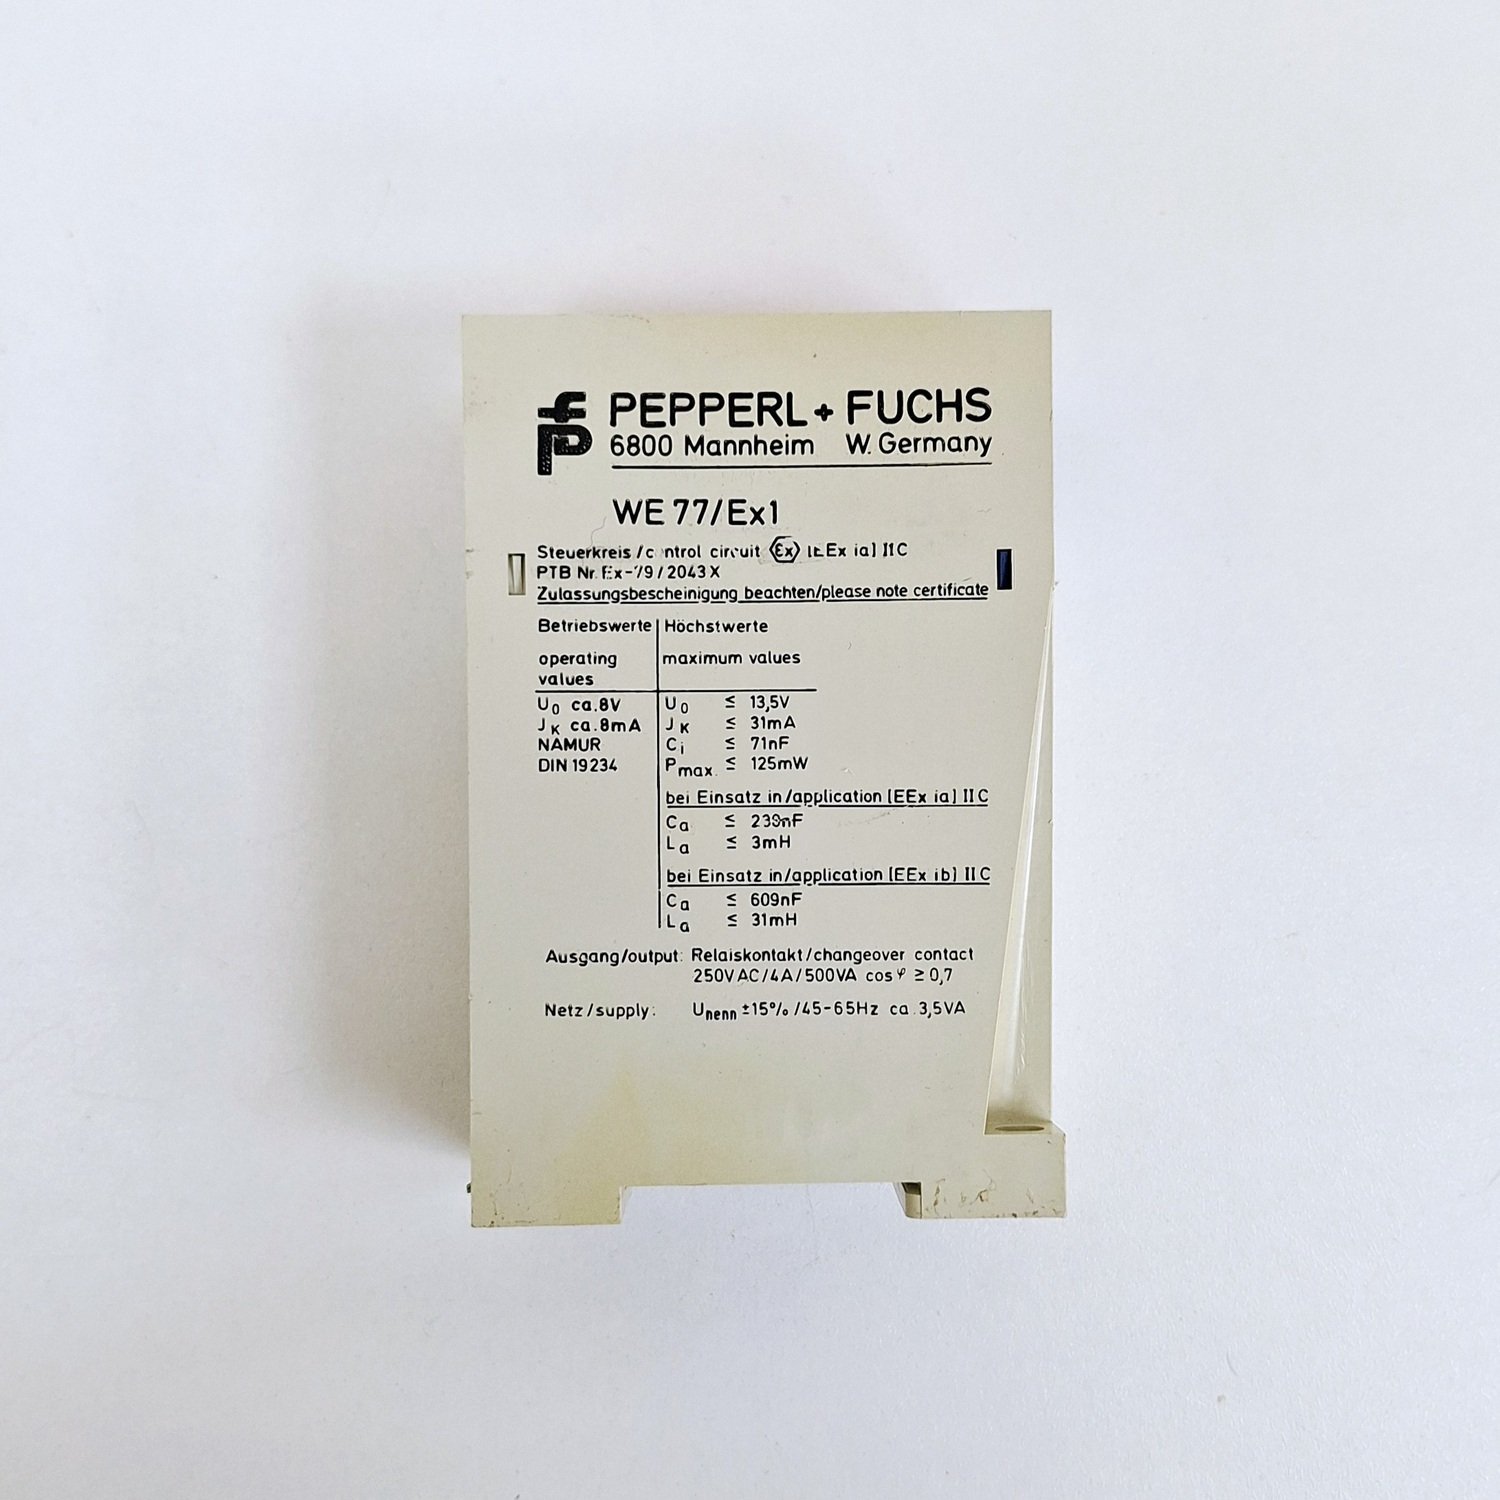 PEPPERL + FUCHS
6800 Mannheim W. Germany
WE 77/Ex1
Steuerkreis / control circuit Ex [EEx ia] IIC
PTB Nr. Ex-79/2043 X
Zulassungsbescheinigung beachten/please note certificate
Betriebswerte Höchstwerte
operating maximum values
values
U0 ca. 8V U0 ≤ 13,5V
JK ca. 8mA JK ≤ 31mA
NAMUR Ci ≤ 71nF
DIN 19234 Pmax. ≤ 125mW
bei Einsatz in/application [EEx ia] IIC
Ca ≤
La ≤ 3mH
bei Einsatz in/application [EEx ib] IIC
Ca ≤ 609nF
La ≤ 31mH
Ausgang/output: Relaiskontakt/changeover contact
250V AC/4A/500VA cos φ ≥ 0,7
Netz/supply: Unenn ±15%/45-65Hz ca. 3,5VA